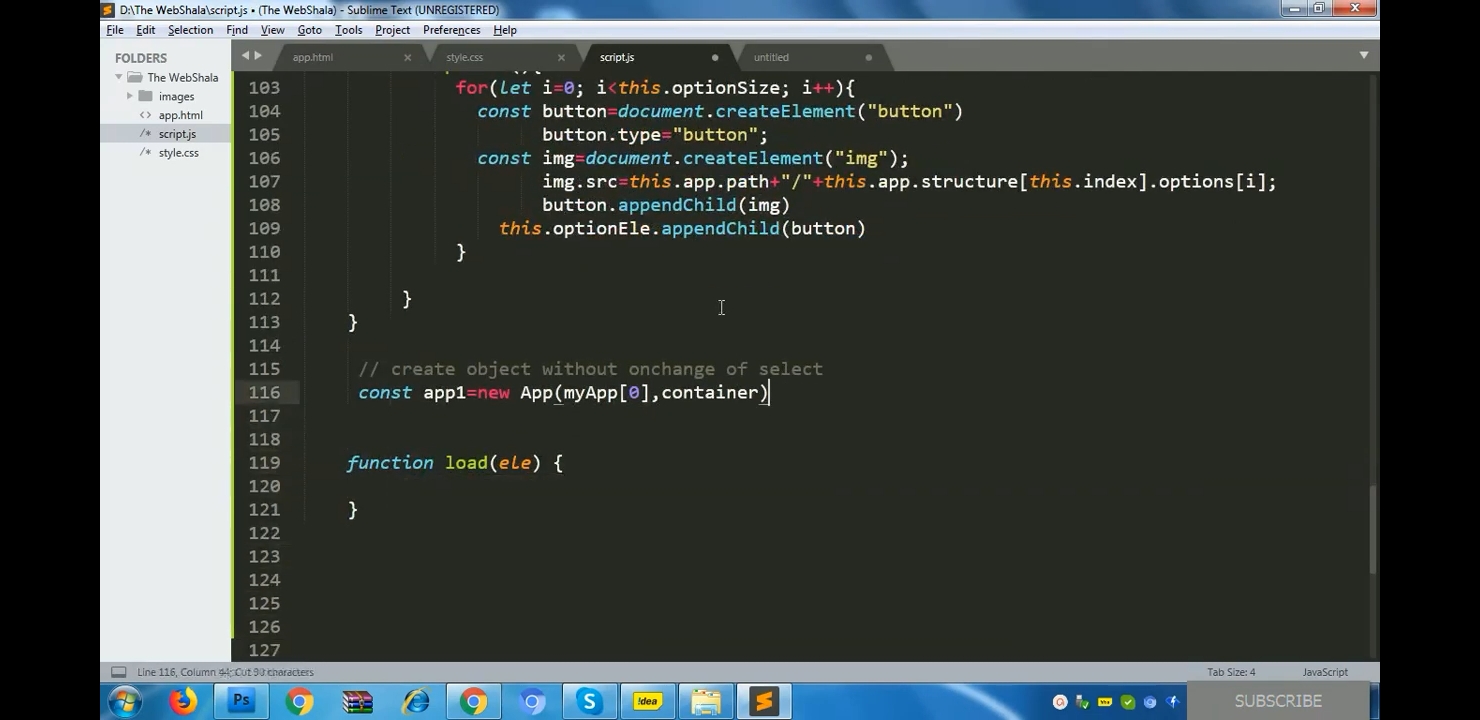 D:\The WebShala\script.js • (The WebShala) - Sublime Text (UNREGISTERED)
File Edit Selection Find View Goto Tools Project Preferences Help
FOLDERS
The WebShala
images
app.html
script.js
style.css
app.html style.css script.js untitled
103 for(let i=0; i<this.optionSize; i++){
104 const button=document.createElement("button")
105 button.type="button";
106 const img=document.createElement("img");
107 img.src=this.app.path+"/"+this.app.structure[this.index].options[i];
108 button.appendChild(img)
109 this.optionEle.appendChild(button)
110 }
111
112 }
113 }
114
115 // create object without onchange of select
116 const app1=new App(myApp[0],container)
117
118
119 function load(ele) {
120
121 }
122
123
124
125
126
127
Line 116, Column 44; Cut 90 characters
Tab Size: 4 JavaScript
Ps !dea
SUBSCRIBE